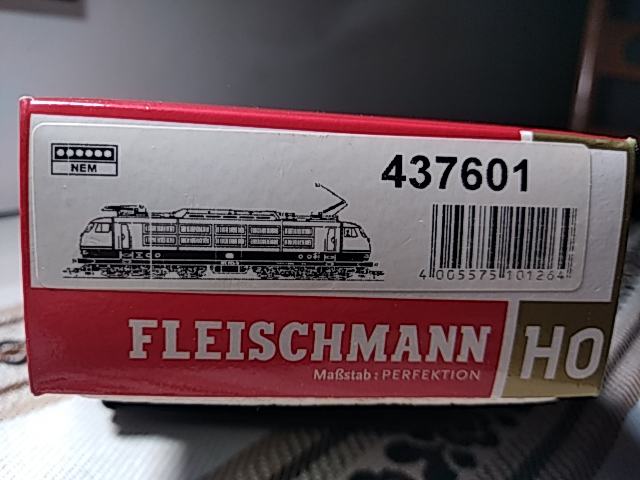 NEM
437601
4 005575 101264
FLEISCHMANN
Maßstab: PERFEKTION
HO